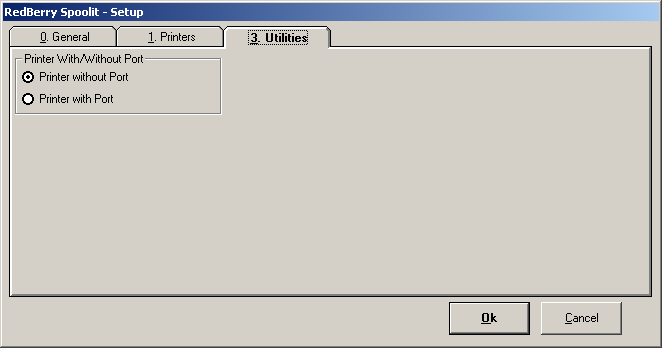 RedBerry Spoolit - Setup
0. General
1. Printers
3. Utilities
Printer With/Without Port
Printer without Port
Printer with Port
Ok
Cancel